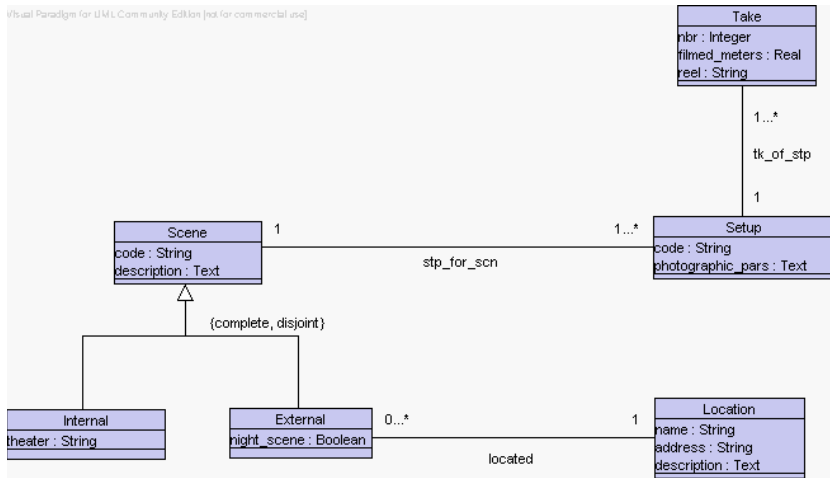 Visual Paradigm for UML Community Edition [not for commercial use]
Take
nbr : Integer
filmed_meters : Real
reel : String
1...*
tk_of_stp
1
Scene
code : String
description : Text
1
1...*
stp_for_scn
Setup
code : String
photographic_pars : Text
{complete, disjoint}
Internal
theater : String
External
night_scene : Boolean
0...*
1
located
Location
name : String
address : String
description : Text